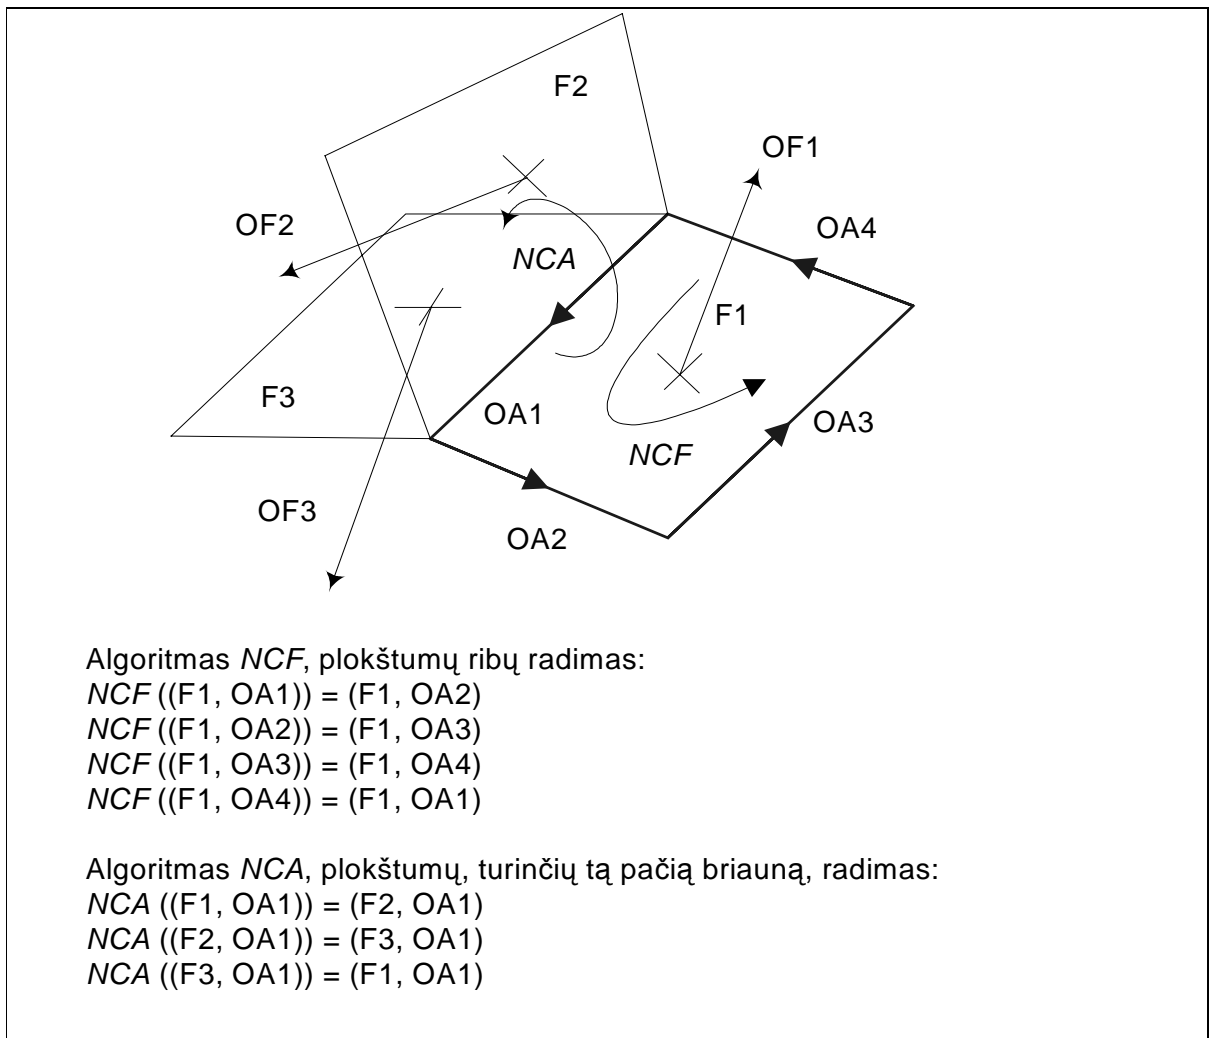 F2
OF1
OF2
OA4
NCA
F1
F3
OA1
OA3
NCF
OF3
OA2
Algoritmas NCF, plokštumų ribų radimas:
NCF ((F1, OA1)) = (F1, OA2)
NCF ((F1, OA2)) = (F1, OA3)
NCF ((F1, OA3)) = (F1, OA4)
NCF ((F1, OA4)) = (F1, OA1)
Algoritmas NCA, plokštumų, turinčių tą pačią briauną, radimas:
NCA ((F1, OA1)) = (F2, OA1)
NCA ((F2, OA1)) = (F3, OA1)
NCA ((F3, OA1)) = (F1, OA1)